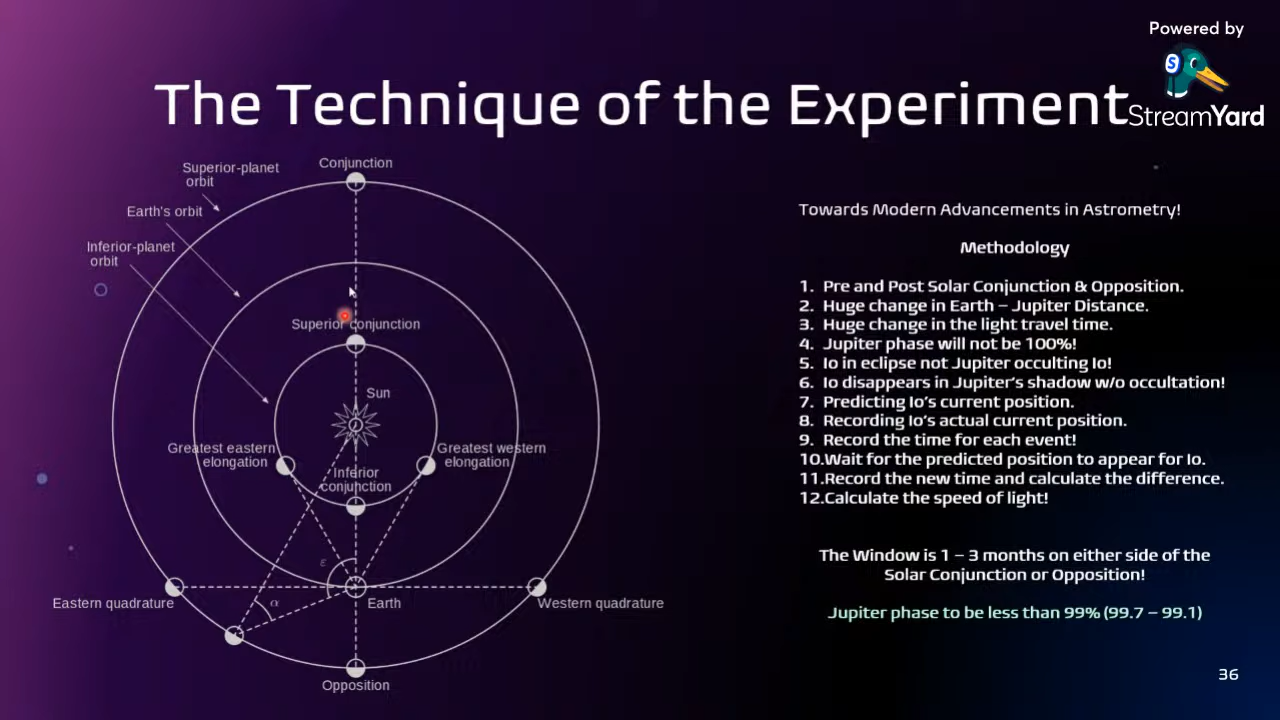 Powered by
StreamYard
The Technique of the Experiment
Superior-planet
orbit
Conjunction
Earth's orbit
Inferior-planet
orbit
Superior conjunction
Sun
Greatest eastern
elongation
Greatest western
elongation
Inferior
conjunction
ε
α
Earth
Eastern quadrature
Western quadrature
Opposition
Towards Modern Advancements in Astrometry!
Methodology
1. Pre and Post Solar Conjunction & Opposition.
2. Huge change in Earth – Jupiter Distance.
3. Huge change in the light travel time.
4. Jupiter phase will not be 100%!
5. Io in eclipse not Jupiter occulting Io!
6. Io disappears in Jupiter's shadow w/o occultation!
7. Predicting Io's current position.
8. Recording Io's actual current position.
9. Record the time for each event!
10.Wait for the predicted position to appear for Io.
11.Record the new time and calculate the difference.
12.Calculate the speed of light!
The Window is 1 – 3 months on either side of the
Solar Conjunction or Opposition!
Jupiter phase to be less than 99% (99.7 – 99.1)
36